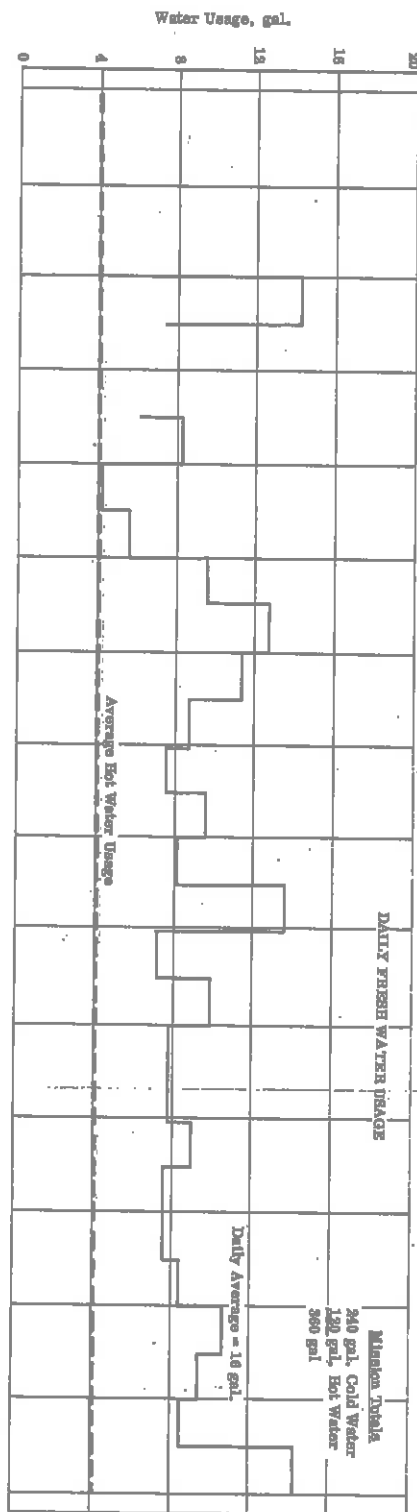 Water Usage, gal.
20
16
12
8
4
0
DAILY FRESH WATER USAGE
Mission Totals
240 gal. Cold Water
120 gal. Hot Water
360 gal
Daily Average = 16 gal.
Average Hot Water Usage